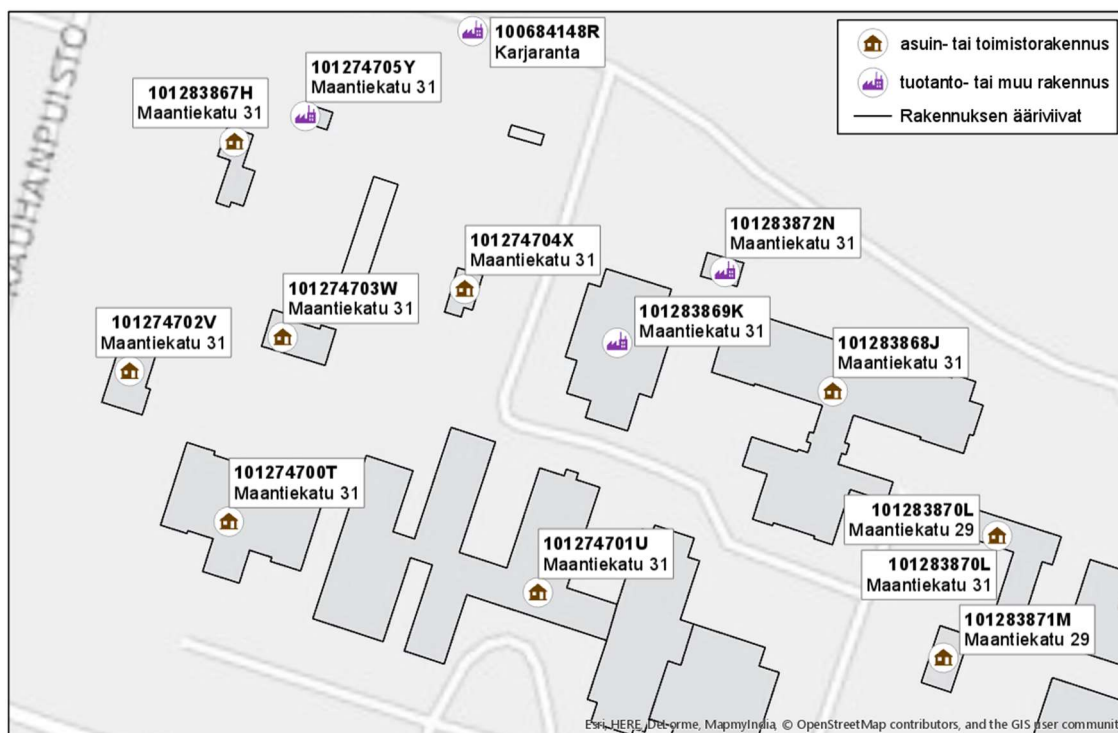 100684148R
Karjaranta
asuin- tai toimistorakennus
tuotanto- tai muu rakennus
Rakennuksen ääriviivat
101274705Y
Maantiekatu 31
101283867H
Maantiekatu 31
RAUHANPUISTO
101283872N
Maantiekatu 31
101274704X
Maantiekatu 31
101274703W
Maantiekatu 31
101283869K
Maantiekatu 31
101274702V
Maantiekatu 31
101283868J
Maantiekatu 31
101274700T
Maantiekatu 31
101283870L
Maantiekatu 29
101274701U
Maantiekatu 31
101283870L
Maantiekatu 31
101283871M
Maantiekatu 29
Esri, HERE, DeLorme, MapmyIndia, © OpenStreetMap contributors, and the GIS user communit